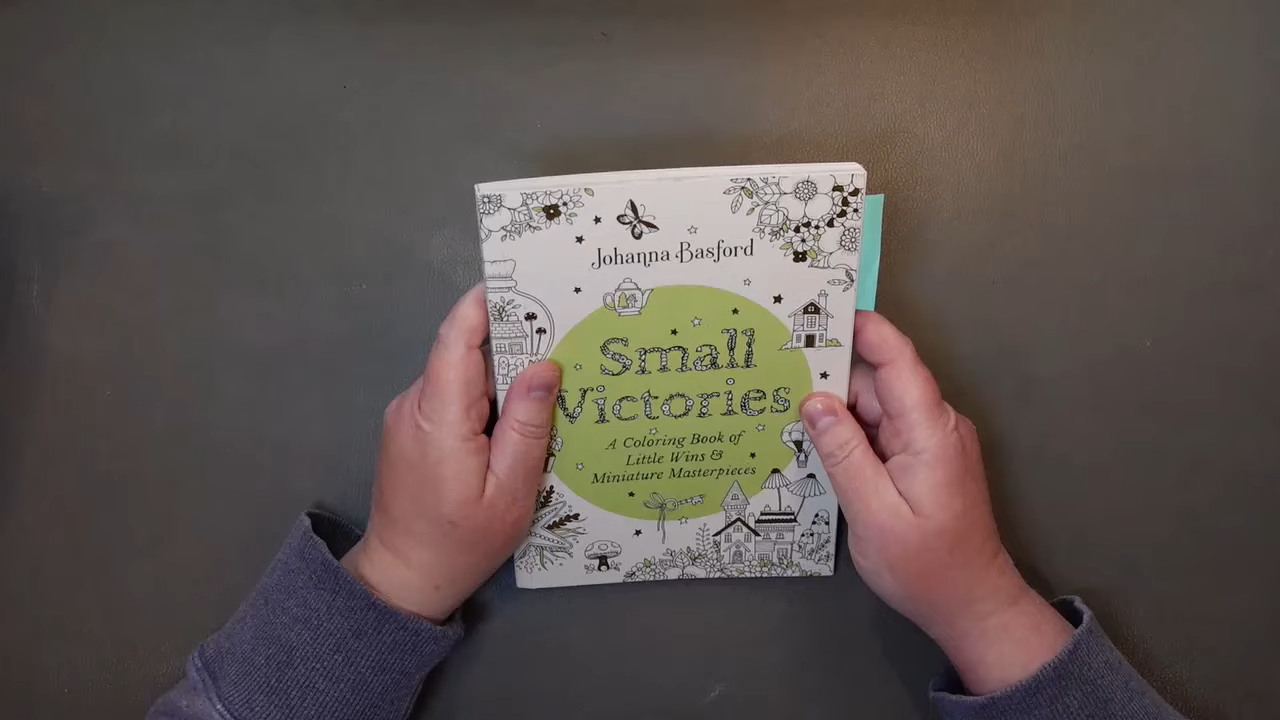 Johanna Basford
Small
Victories
A Coloring Book of
Little Wins &
Miniature Masterpieces